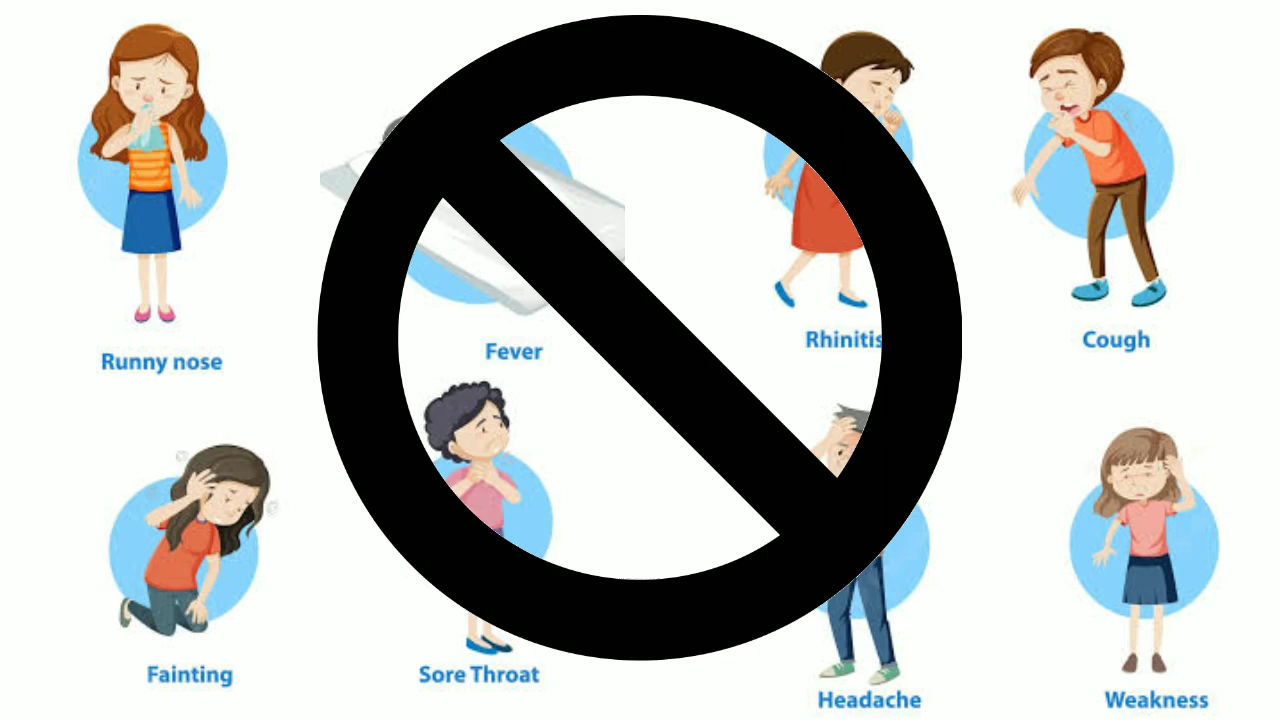 Runny nose
Fever
Rhinitis
Cough
Fainting
Sore Throat
Headache
Weakness